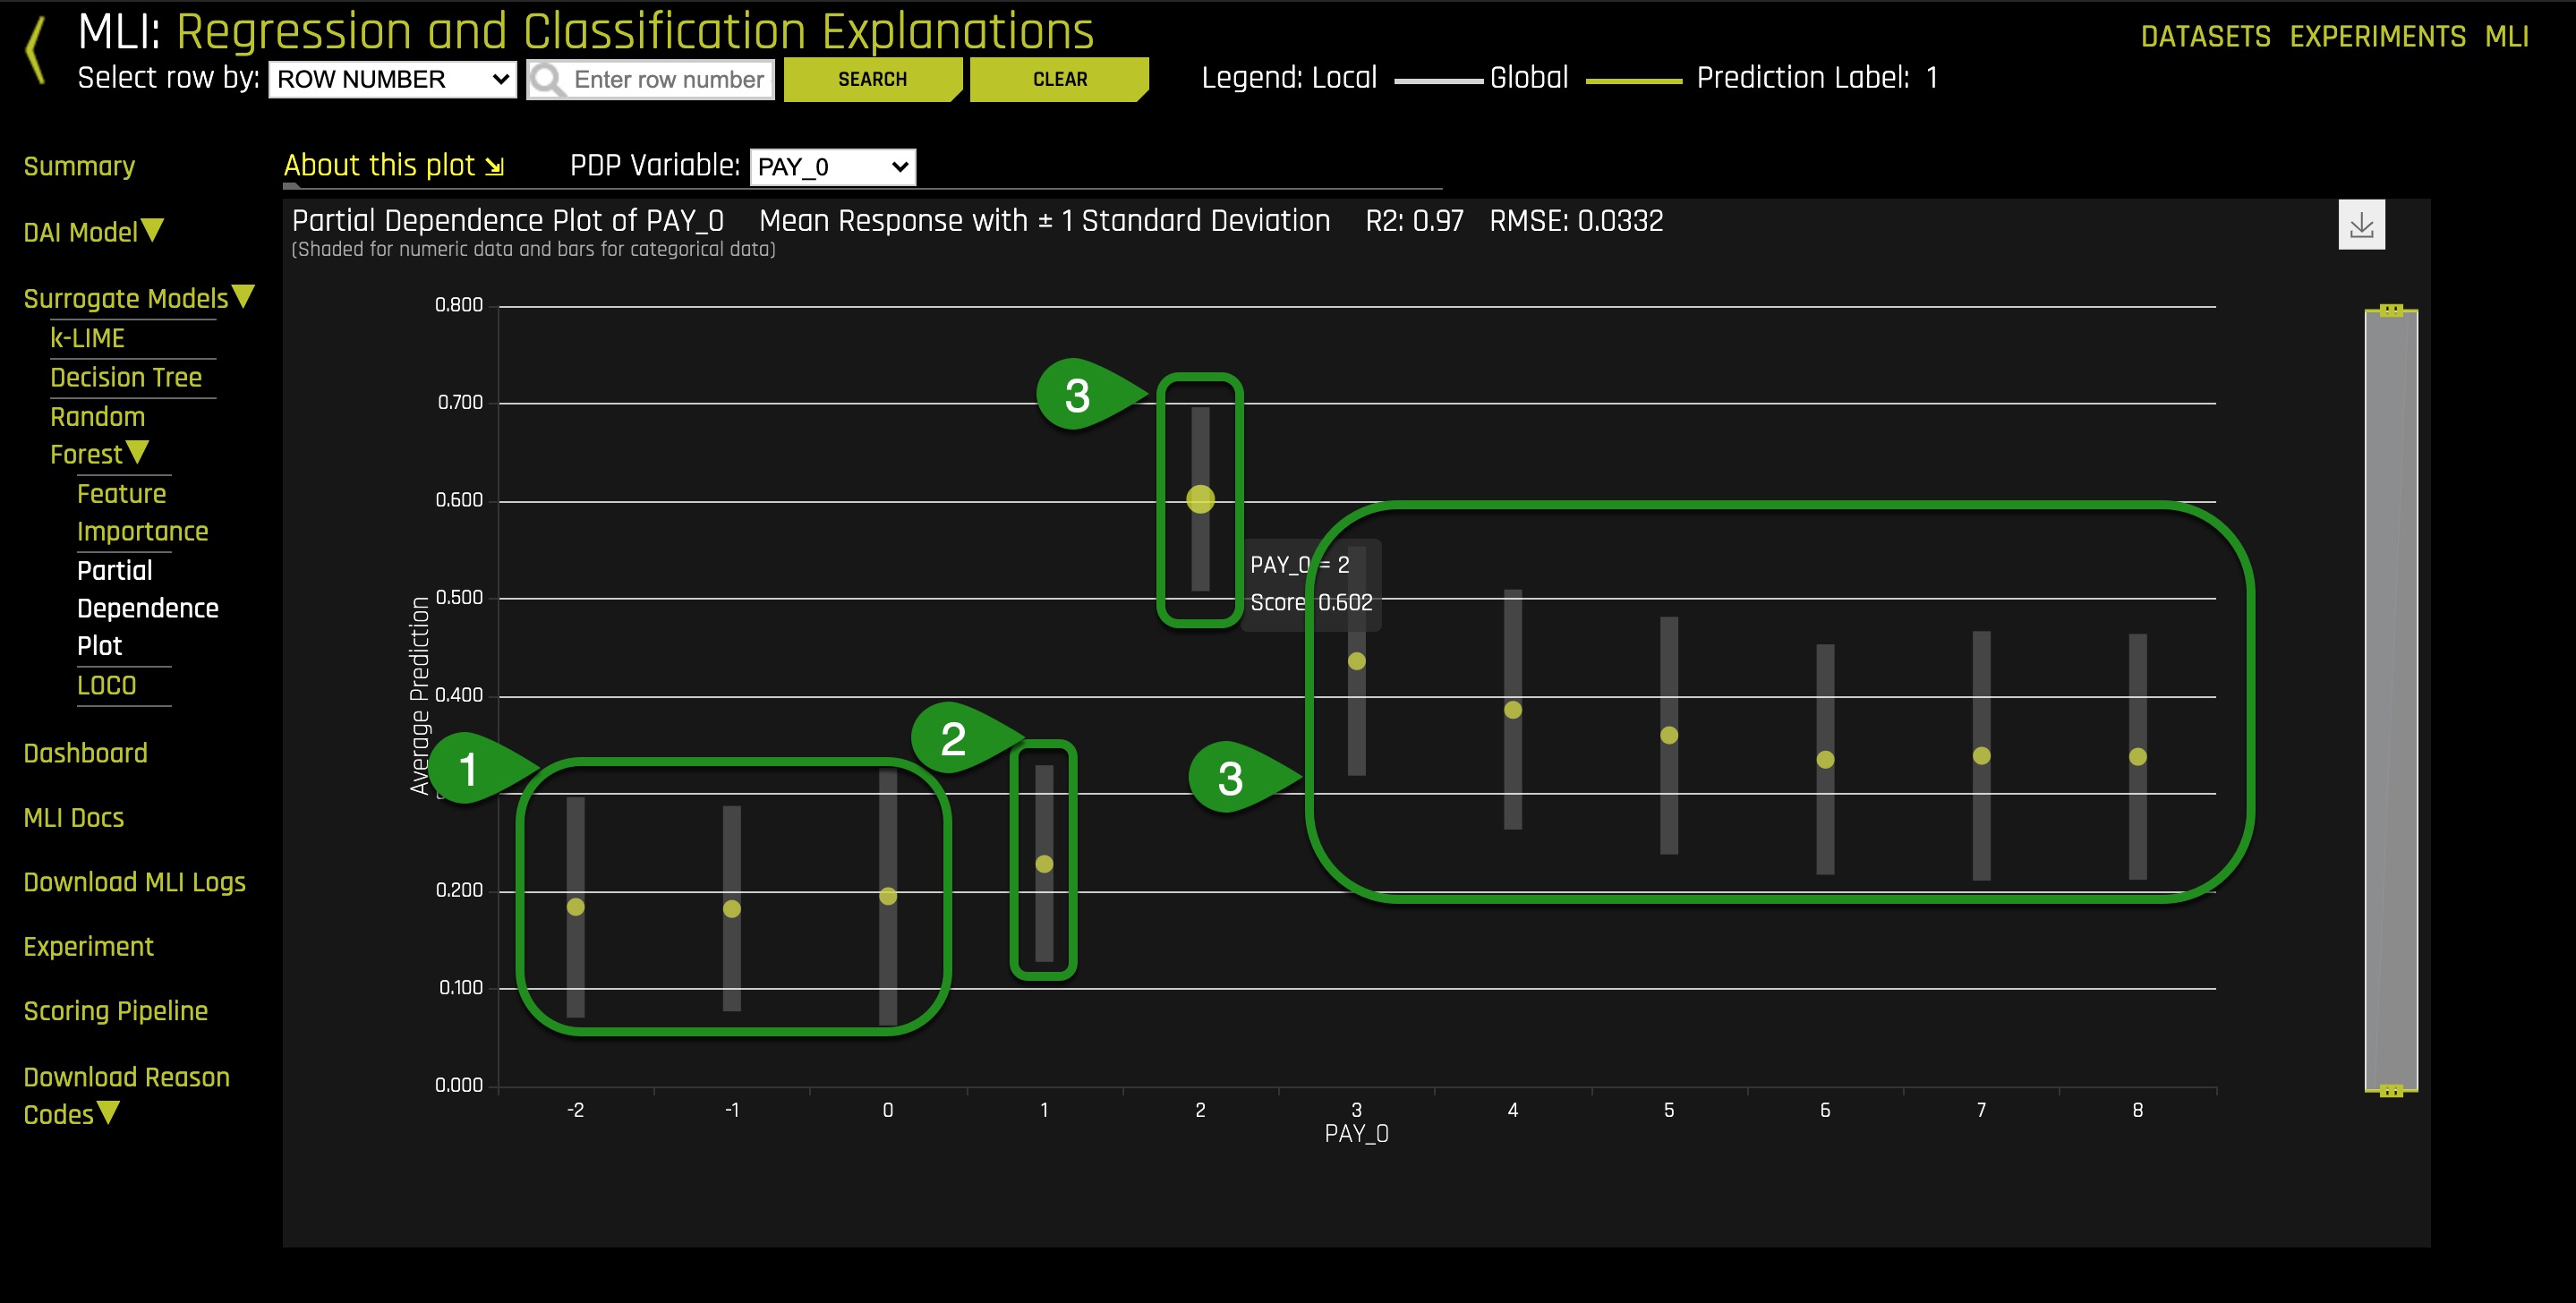 MLI: Regression and Classification Explanations
DATASETS EXPERIMENTS MLI
Select row by: ROW NUMBER Enter row number SEARCH CLEAR Legend: Local Global Prediction Label: 1
About this plot PDP Variable: PAY_0
Summary
DAI Model
Surrogate Models
k-LIME
Decision Tree
Random
Forest
Feature
Importance
Partial
Dependence
Plot
LOCO
Dashboard
MLI Docs
Download MLI Logs
Experiment
Scoring Pipeline
Download Reason
Codes
Partial Dependence Plot of PAY_0 Mean Response with ± 1 Standard Deviation R2: 0.97 RMSE: 0.0332
(Shaded for numeric data and bars for categorical data)
0.800
0.700
0.600
0.500
0.400
0.200
0.100
0.000
Average Prediction
3
PAY_0 = 2
Score: 0.602
2
1
3
-2 -1 0 1 2 3 4 5 6 7 8
PAY_0